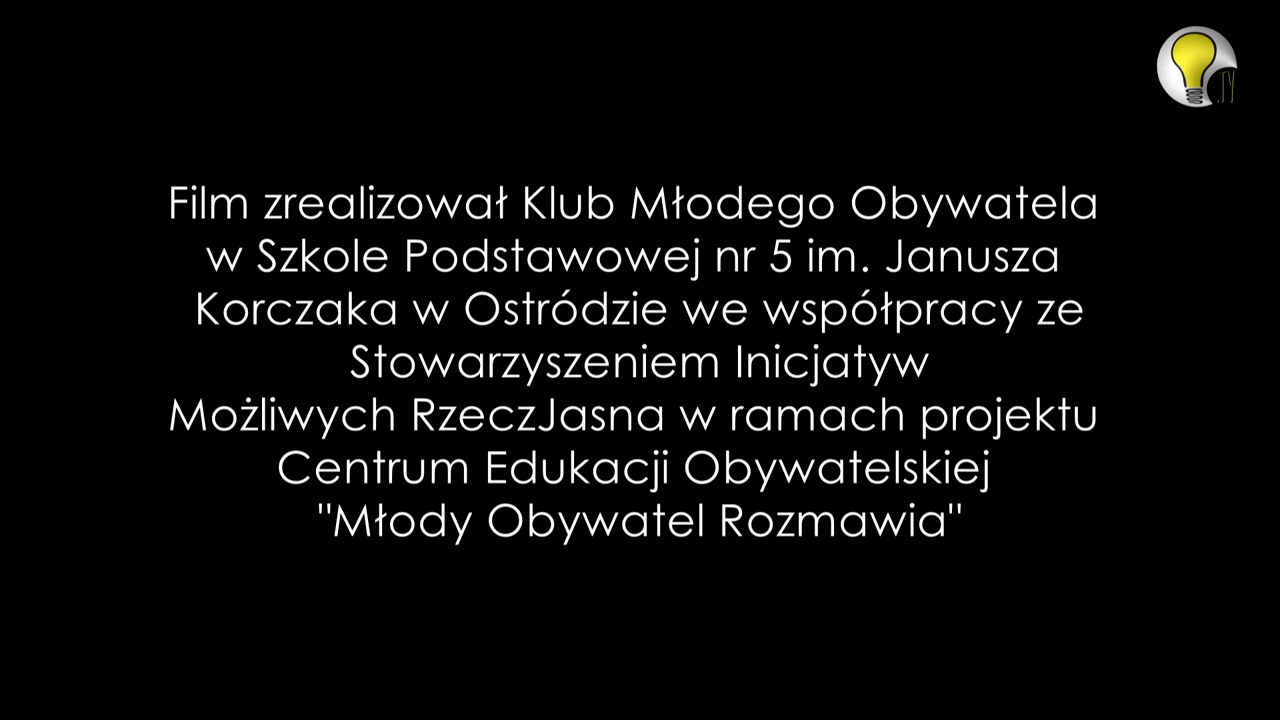 Film zrealizował Klub Młodego Obywatela
w Szkole Podstawowej nr 5 im. Janusza
Korczaka w Ostródzie we współpracy ze
Stowarzyszeniem Inicjatyw
Możliwych RzeczJasna w ramach projektu
Centrum Edukacji Obywatelskiej
"Młody Obywatel Rozmawia"